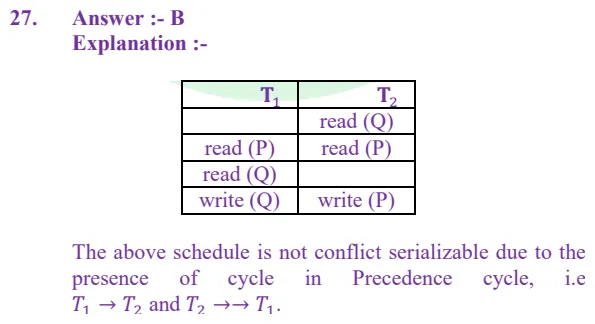 27. Answer :- B
Explanation :-
T₁ T₂
read (Q)
read (P) read (P)
read (Q)
write (Q) write (P)
The above schedule is not conflict serializable due to the
presence of cycle in Precedence cycle, i.e
T₁ → T₂ and T₂ →→ T₁.